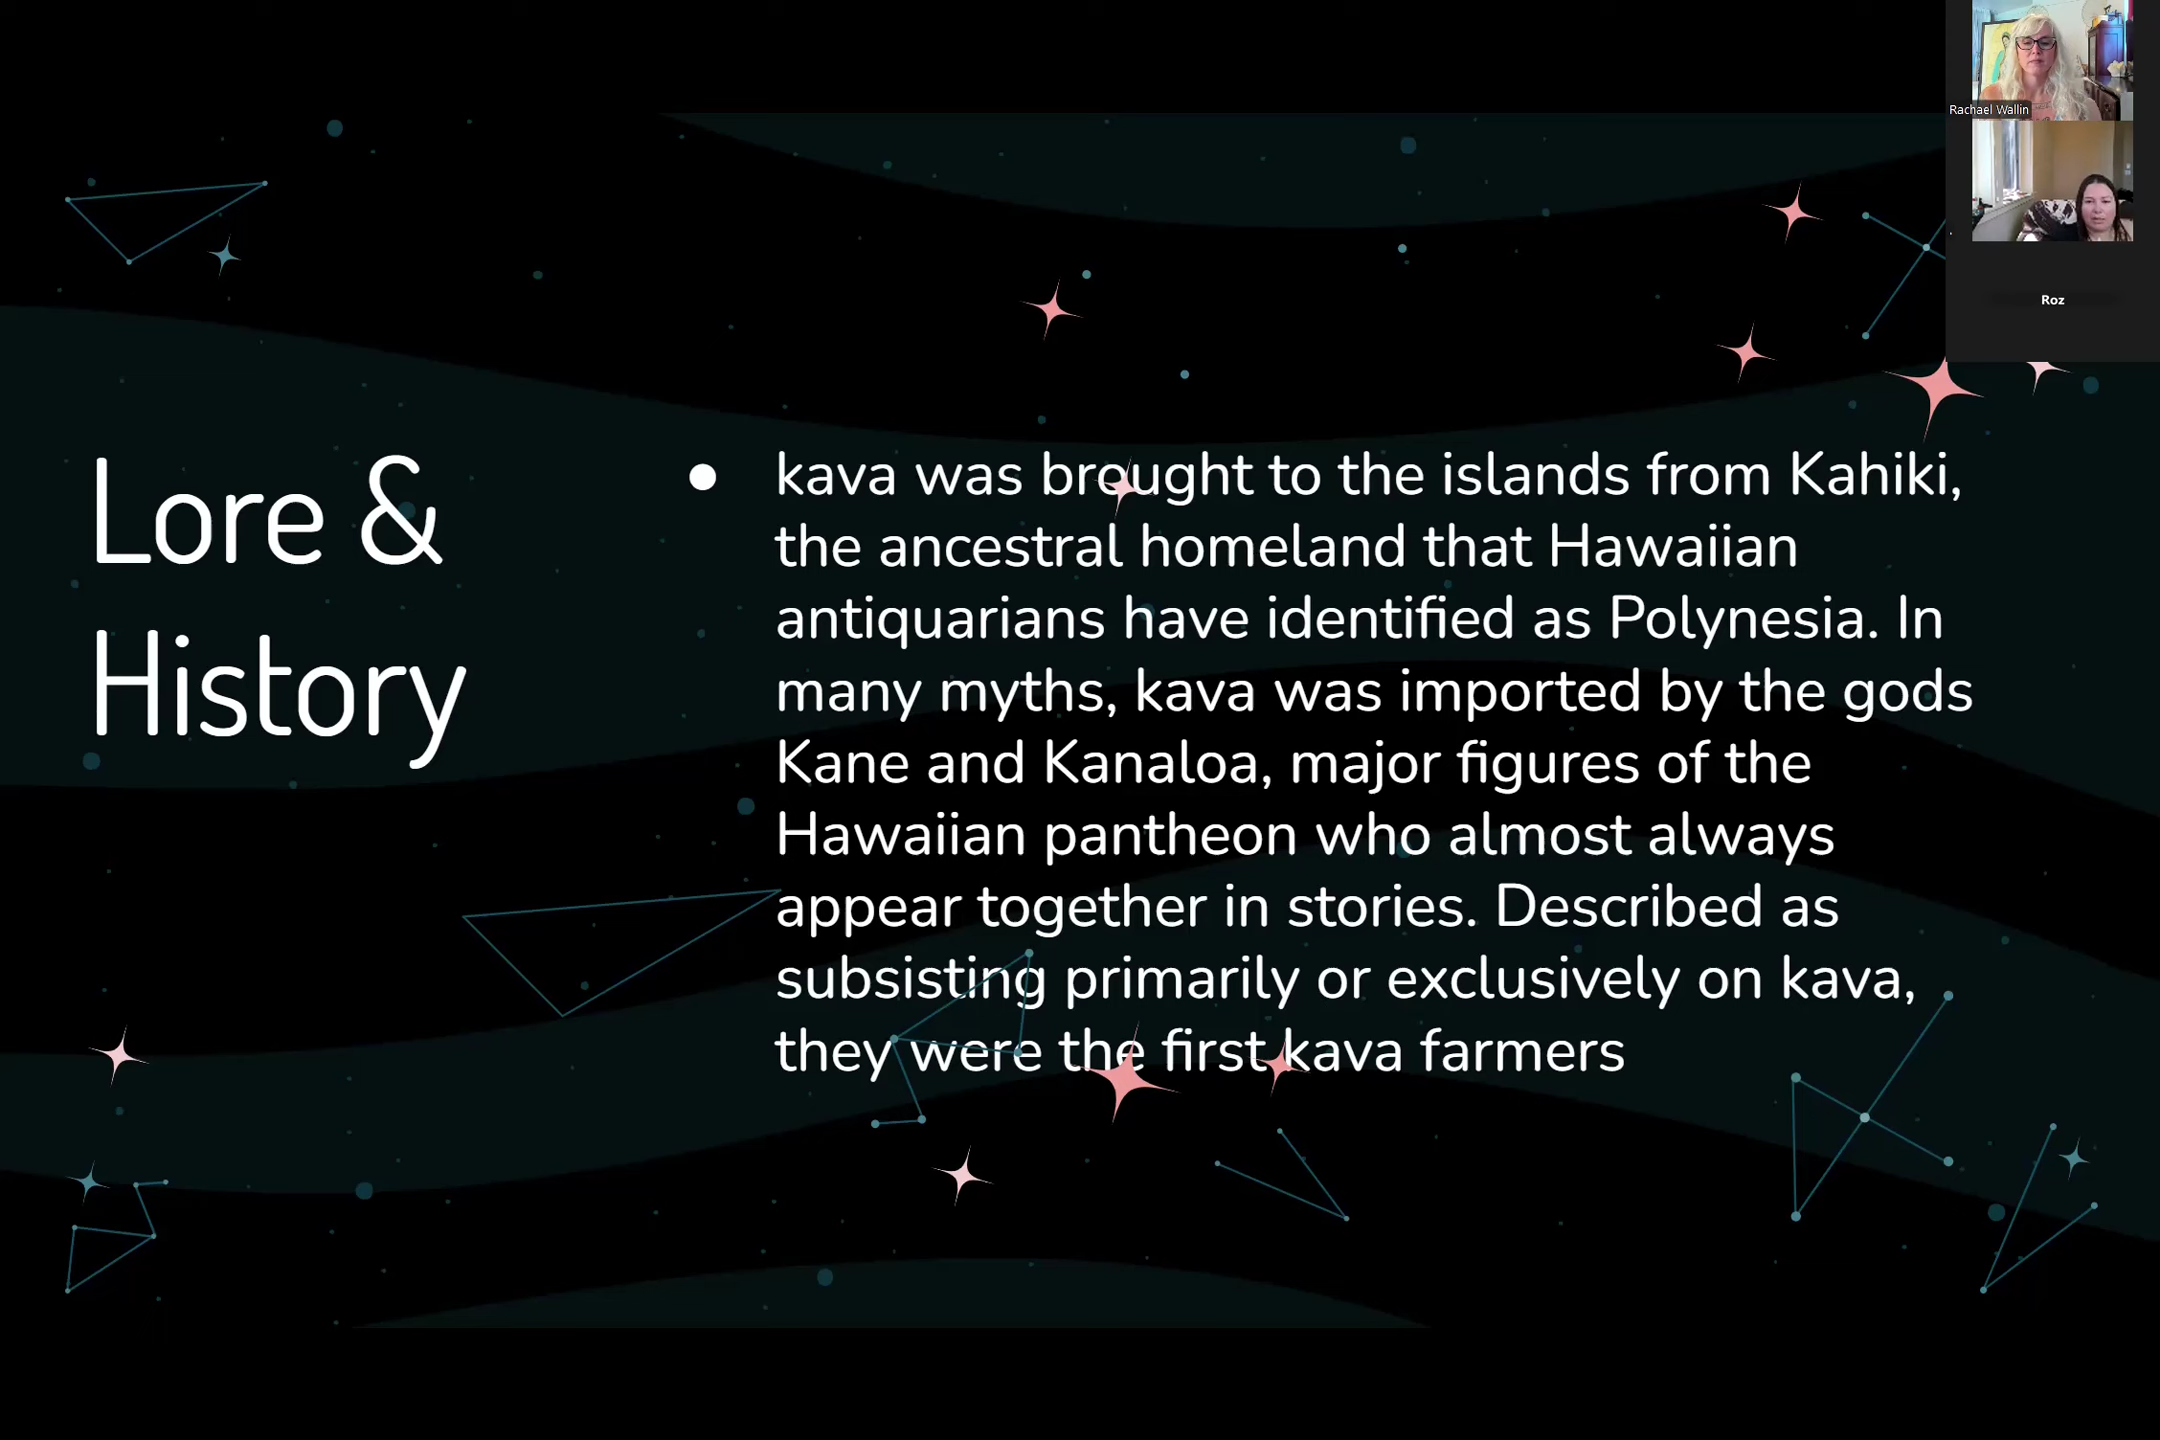 Lore &
History
• kava was brought to the islands from Kahiki,
the ancestral homeland that Hawaiian
antiquarians have identified as Polynesia. In
many myths, kava was imported by the gods
Kane and Kanaloa, major figures of the
Hawaiian pantheon who almost always
appear together in stories. Described as
subsisting primarily or exclusively on kava,
they were the first kava farmers
Rachael Wallin
Roz